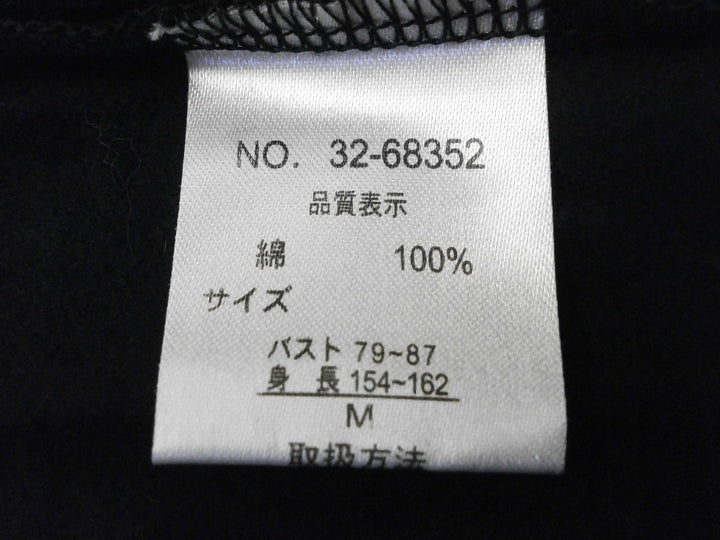 NO. 32-68352
品質表示
綿 100%
サイズ
バスト 79~87
身 長 154~162
M
取扱方法